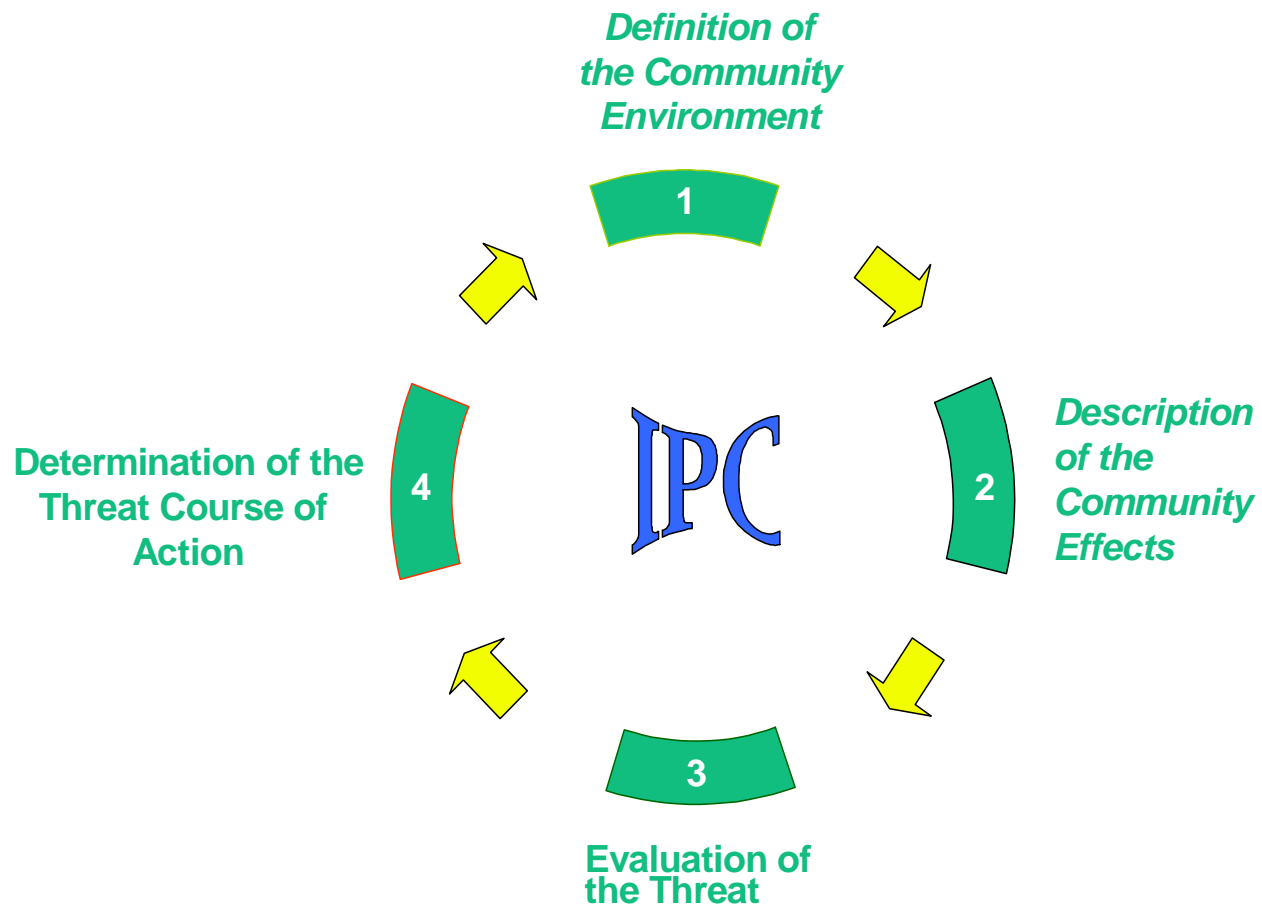 Definition of
the Community
Environment
1
IPC
2
Description
of the
Community
Effects
3
Evaluation of
the Threat
4
Determination of the
Threat Course of
Action